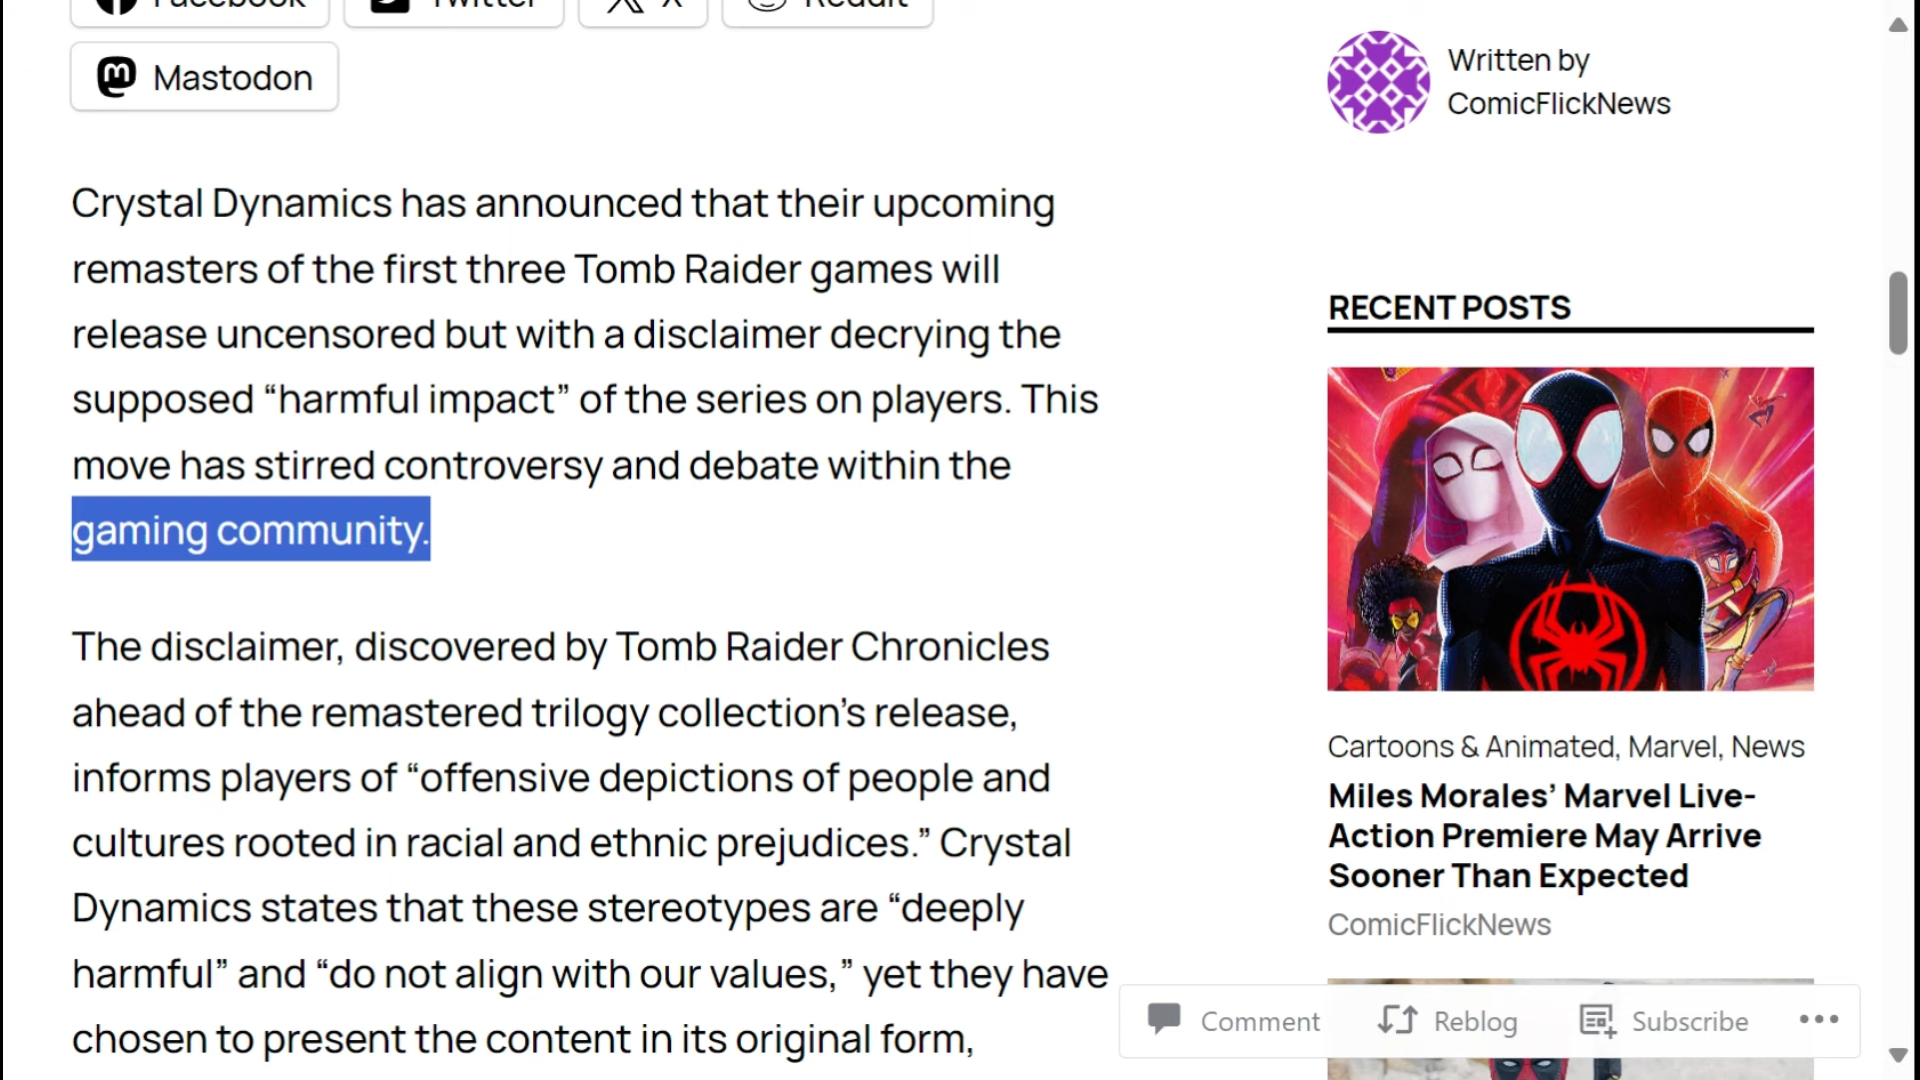 Facebook
Twitter
X
Reddit
Mastodon
Crystal Dynamics has announced that their upcoming
remasters of the first three Tomb Raider games will
release uncensored but with a disclaimer decrying the
supposed “harmful impact” of the series on players. This
move has stirred controversy and debate within the
gaming community.
The disclaimer, discovered by Tomb Raider Chronicles
ahead of the remastered trilogy collection’s release,
informs players of “offensive depictions of people and
cultures rooted in racial and ethnic prejudices.” Crystal
Dynamics states that these stereotypes are “deeply
harmful” and “do not align with our values,” yet they have
chosen to present the content in its original form,
Written by
ComicFlickNews
RECENT POSTS
Cartoons & Animated, Marvel, News
Miles Morales’ Marvel Live-
Action Premiere May Arrive
Sooner Than Expected
ComicFlickNews
Comment
Reblog
Subscribe